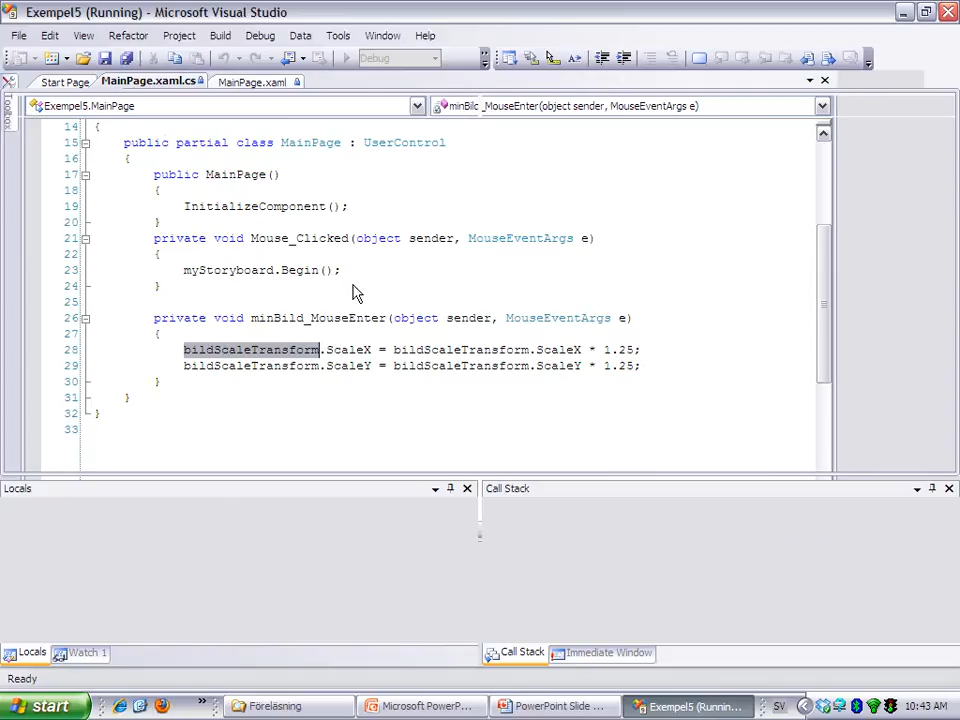 Exempel5 (Running) - Microsoft Visual Studio
File Edit View Refactor Project Build Debug Data Tools Window Help
Debug
Start Page MainPage.xaml.cs MainPage.xaml
Toolbox
Exempel5.MainPage minBild_MouseEnter(object sender, MouseEventArgs e)
14 {
15 public partial class MainPage : UserControl
16 {
17 public MainPage()
18 {
19 InitializeComponent();
20 }
21 private void Mouse_Clicked(object sender, MouseEventArgs e)
22 {
23 myStoryboard.Begin();
24 }
25
26 private void minBild_MouseEnter(object sender, MouseEventArgs e)
27 {
28 bildScaleTransform.ScaleX = bildScaleTransform.ScaleX * 1.25;
29 bildScaleTransform.ScaleY = bildScaleTransform.ScaleY * 1.25;
30 }
31 }
32 }
33
Locals Call Stack
Locals Watch 1 Call Stack Immediate Window
Ready
start Föreläsning Microsoft PowerP... PowerPoint Slide ... Exempel5 (Runnin... SV 10:43 AM